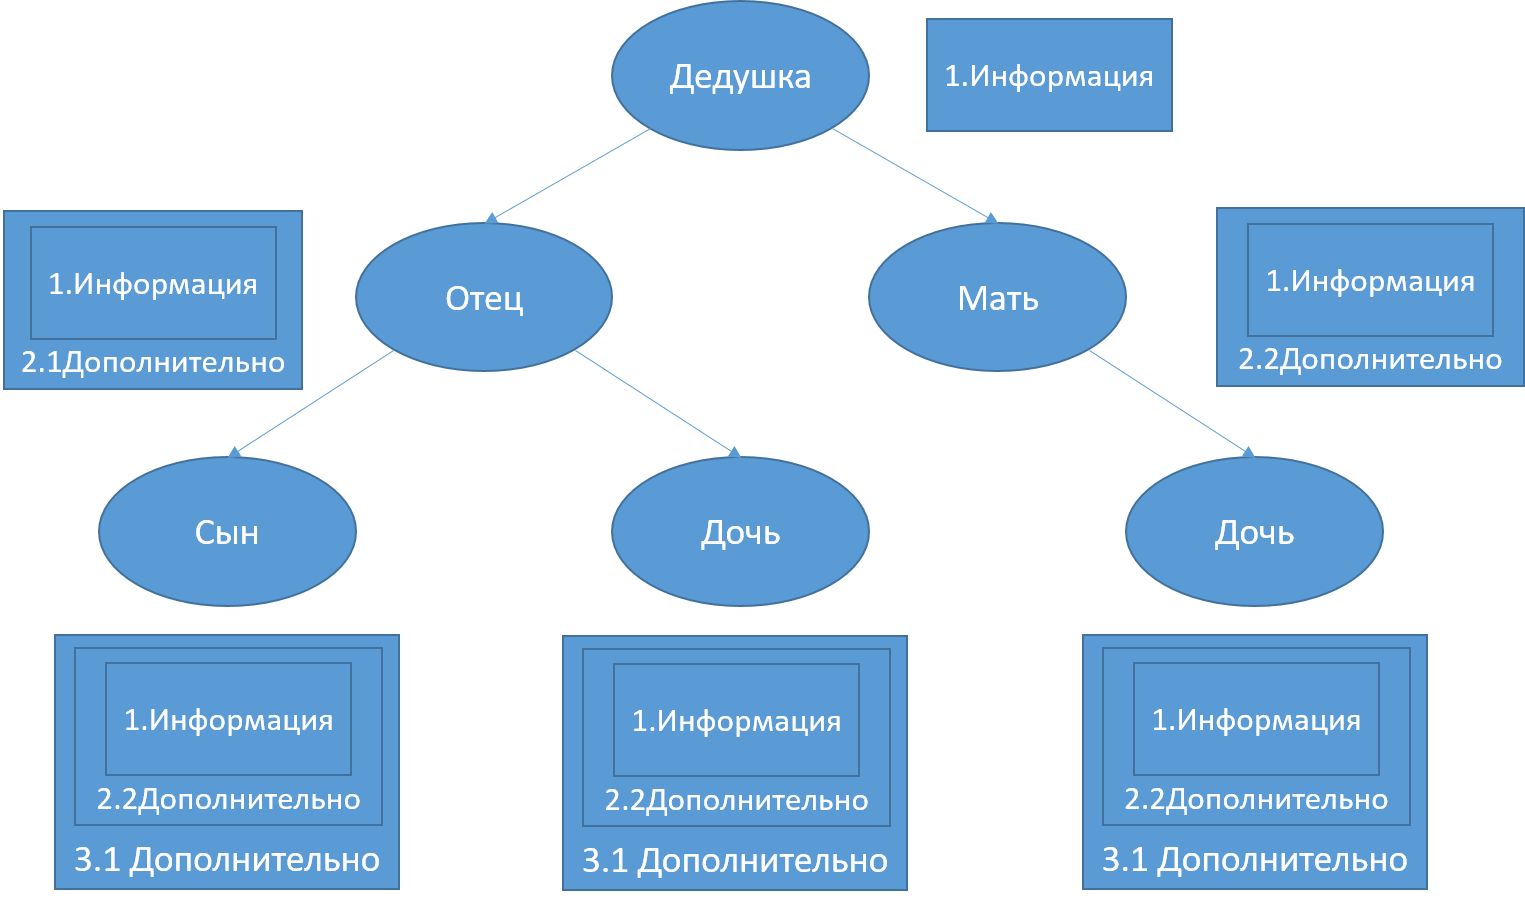 Дедушка
1.Информация
1.Информация
2.1Дополнительно
Отец
Мать
1.Информация
2.2Дополнительно
Сын
Дочь
Дочь
1.Информация
2.2Дополнительно
3.1 Дополнительно
1.Информация
2.2Дополнительно
3.1 Дополнительно
1.Информация
2.2Дополнительно
3.1 Дополнительно